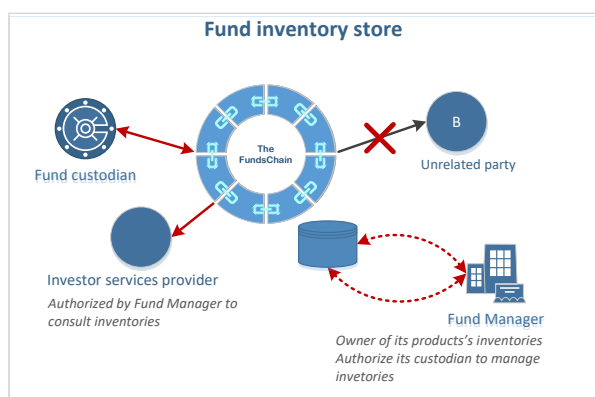 Fund inventory store
The
FundsChain
B
Fund custodian
Unrelated party
Investor services provider
Authorized by Fund Manager to
consult inventories
Fund Manager
Owner of its products's inventories
Authorize its custodian to manage
invetories